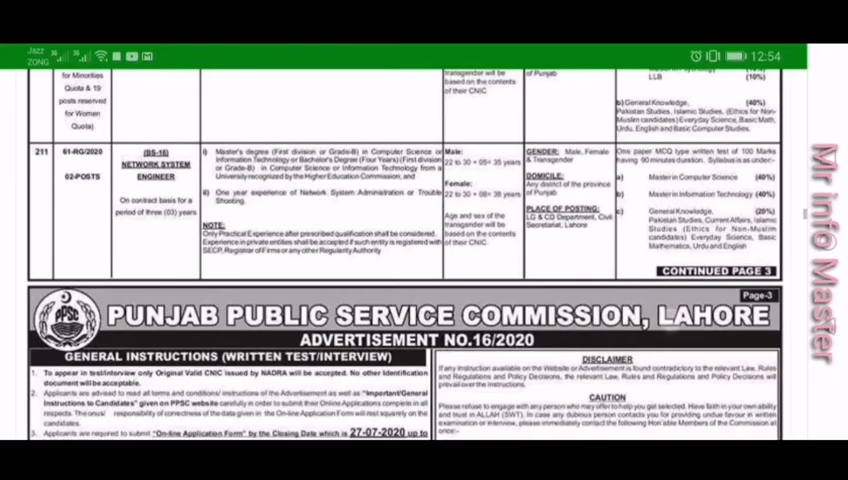 Jazz
ZONG
12:54
for Minorities
Quota & 19
posts reserved
for Women
Quota)
transgender will be
based on the contents
of their CNIC
of Punjab
LLB (10%)
b) General Knowledge, (40%)
Pakistan Studies, Islamic Studies, (Ethics for Non-
Muslim candidates) Everyday Science, Basic Math,
Urdu, English and Basic Computer Studies.
211
61-RG/2020
02-POSTS
(BS-18)
NETWORK SYSTEM
ENGINEER
On contract basis for a
period of three (03) years
i) Master's degree (First division or Grade-B) in Computer Science or
Information Technology or Bachelor's Degree (Four Years) (First division
or Grade-B) in Computer Science or Information Technology from a
University recognized by the Higher Education Commission, and
ii) One year experience of Network System Administration or Trouble
Shooting.
NOTE:
Only Practical Experience after prescribed qualification shall be considered.
Experience in private entities shall be accepted if such entity is registered with
SECP, Registrar of Firms or any other Regularity Authority
Male:
22 to 30 + 05= 35 years
Female:
22 to 30 + 08= 38 years
Age and sex of the
transgender will be
based on the contents
of their CNIC.
GENDER: Male, Female
& Transgender
DOMICILE:
Any district of the province
of Punjab
PLACE OF POSTING:
LG & CD Department, Civil
Secretariat, Lahore
One paper MCQ type written test of 100 Marks
having 90 minutes duration. Syllabus is as under:-
a) Master in Computer Science (40%)
b) Master in Information Technology (40%)
c) General Knowledge, (20%)
Pakistan Studies, Current Affairs, Islamic
Studies (Ethics for Non-Muslim
candidates) Everyday Science, Basic
Mathematics, Urdu and English
CONTINUED PAGE 3
Page-3
PPSC
PUNJAB PUBLIC SERVICE COMMISSION, LAHORE
ADVERTISEMENT NO.16/2020
GENERAL INSTRUCTIONS (WRITTEN TEST/INTERVIEW)
1. To appear in test/interview only Original Valid CNIC issued by NADRA will be accepted. No other Identification
document will be acceptable.
2. Applicants are advised to read all terms and conditions/ instructions of the Advertisement as well as "Important/General
Instructions to Candidates" given on PPSC website carefully in order to submit their Online Applications complete in all
respects. The onus/ responsibility of correctness of the data given in the On-line Application Form will rest squarely on the
candidates.
3. Applicants are required to submit "On-line Application Form" by the Closing Date which is 27-07-2020 up to
DISCLAIMER
If any instruction available on the Website or Advertisement is found contradictory to the relevant Law, Rules
and Regulations and Policy Decisions, the relevant Law, Rules and Regulations and Policy Decisions will
prevail over the Instructions.
CAUTION
Please refuse to engage with any person who may offer to help you get selected. Have faith in your own ability
and trust in ALLAH (SWT). In case any dubious person contacts you for providing undue favour in written
examination or interview, please immediately contact the following Hon'able Members of the Commission at
once:-
Mr info Master